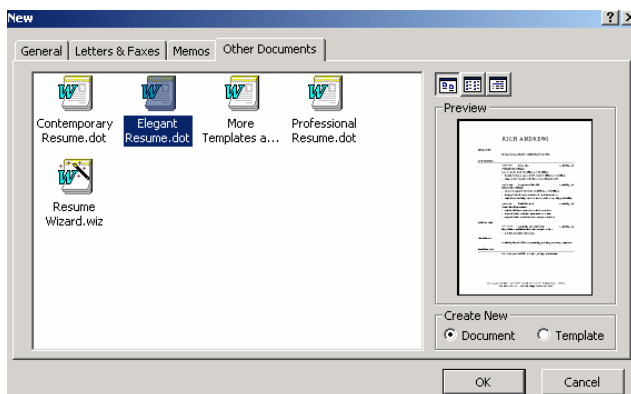 New
General
Letters & Faxes
Memos
Other Documents
Contemporary
Resume.dot
Elegant
Resume.dot
More
Templates a...
Professional
Resume.dot
Resume
Wizard.wiz
Preview
RICH ANDREWS
Create New
Document
Template
OK
Cancel